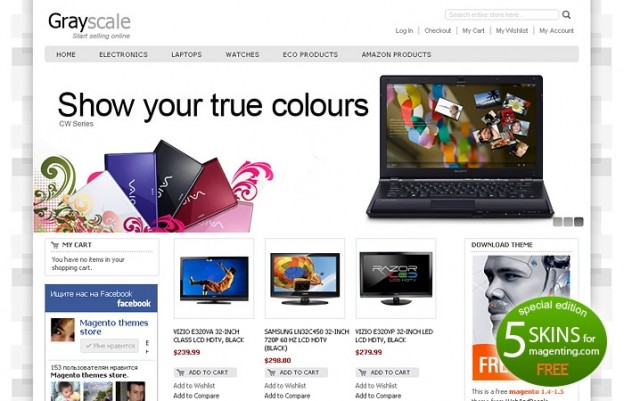 Grayscale
Start selling online
Search entire store here...
Log In | Checkout | My Cart | My Wishlist | My Account
HOME ELECTRONICS LAPTOPS WATCHES ECO PRODUCTS AMAZON PRODUCTS
Show your true colours
CW Series
VAIO
MY CART
You have no items in your
shopping cart.
Ищите нас на Facebook
facebook
Magento themes
store
Мне нравится
153 пользователям нравится
Magento themes store.
VIZIO E320VA 32-INCH
CLASS LCD HDTV, BLACK
$239.99
ADD TO CART
Add to Wishlist
Add to Compare
SAMSUNG LN32C450 32-INCH
720P 60 HZ LCD HDTV
(BLACK)
$298.00
ADD TO CART
Add to Wishlist
Add to Compare
RAZOR
LED
LCD HDTV
VIZIO E320VP 32-INCH LED
LCD HDTV, BLACK
$279.99
ADD TO CART
Add to Wishlist
Add to Compare
DOWNLOAD THEME
special edition
5 SKINS for
magenting.com
FREE
FREE
This is a free magento 1.4-1.5